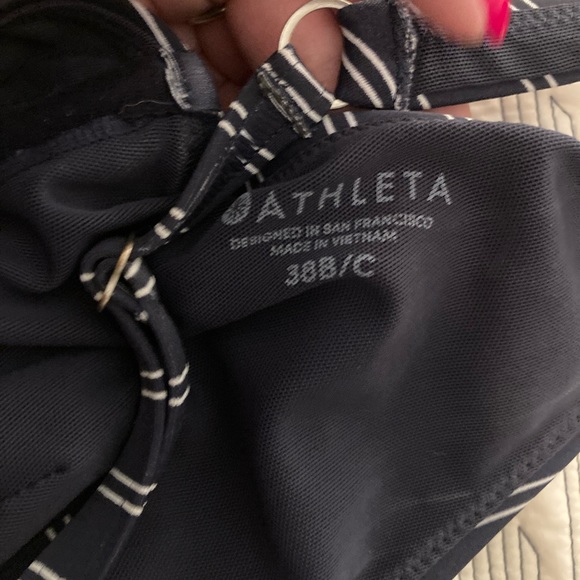 ATHLETA
DESIGNED IN SAN FRANCISCO
MADE IN VIETNAM
38B/C